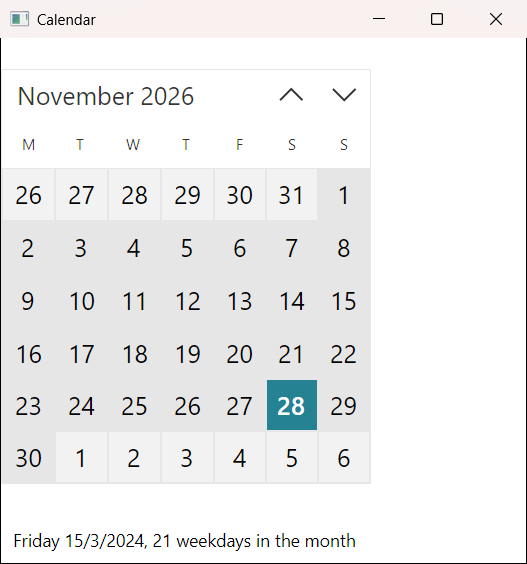 Calendar
November 2026
M T W T F S S
26 27 28 29 30 31 1
2 3 4 5 6 7 8
9 10 11 12 13 14 15
16 17 18 19 20 21 22
23 24 25 26 27 28 29
30 1 2 3 4 5 6
Friday 15/3/2024, 21 weekdays in the month